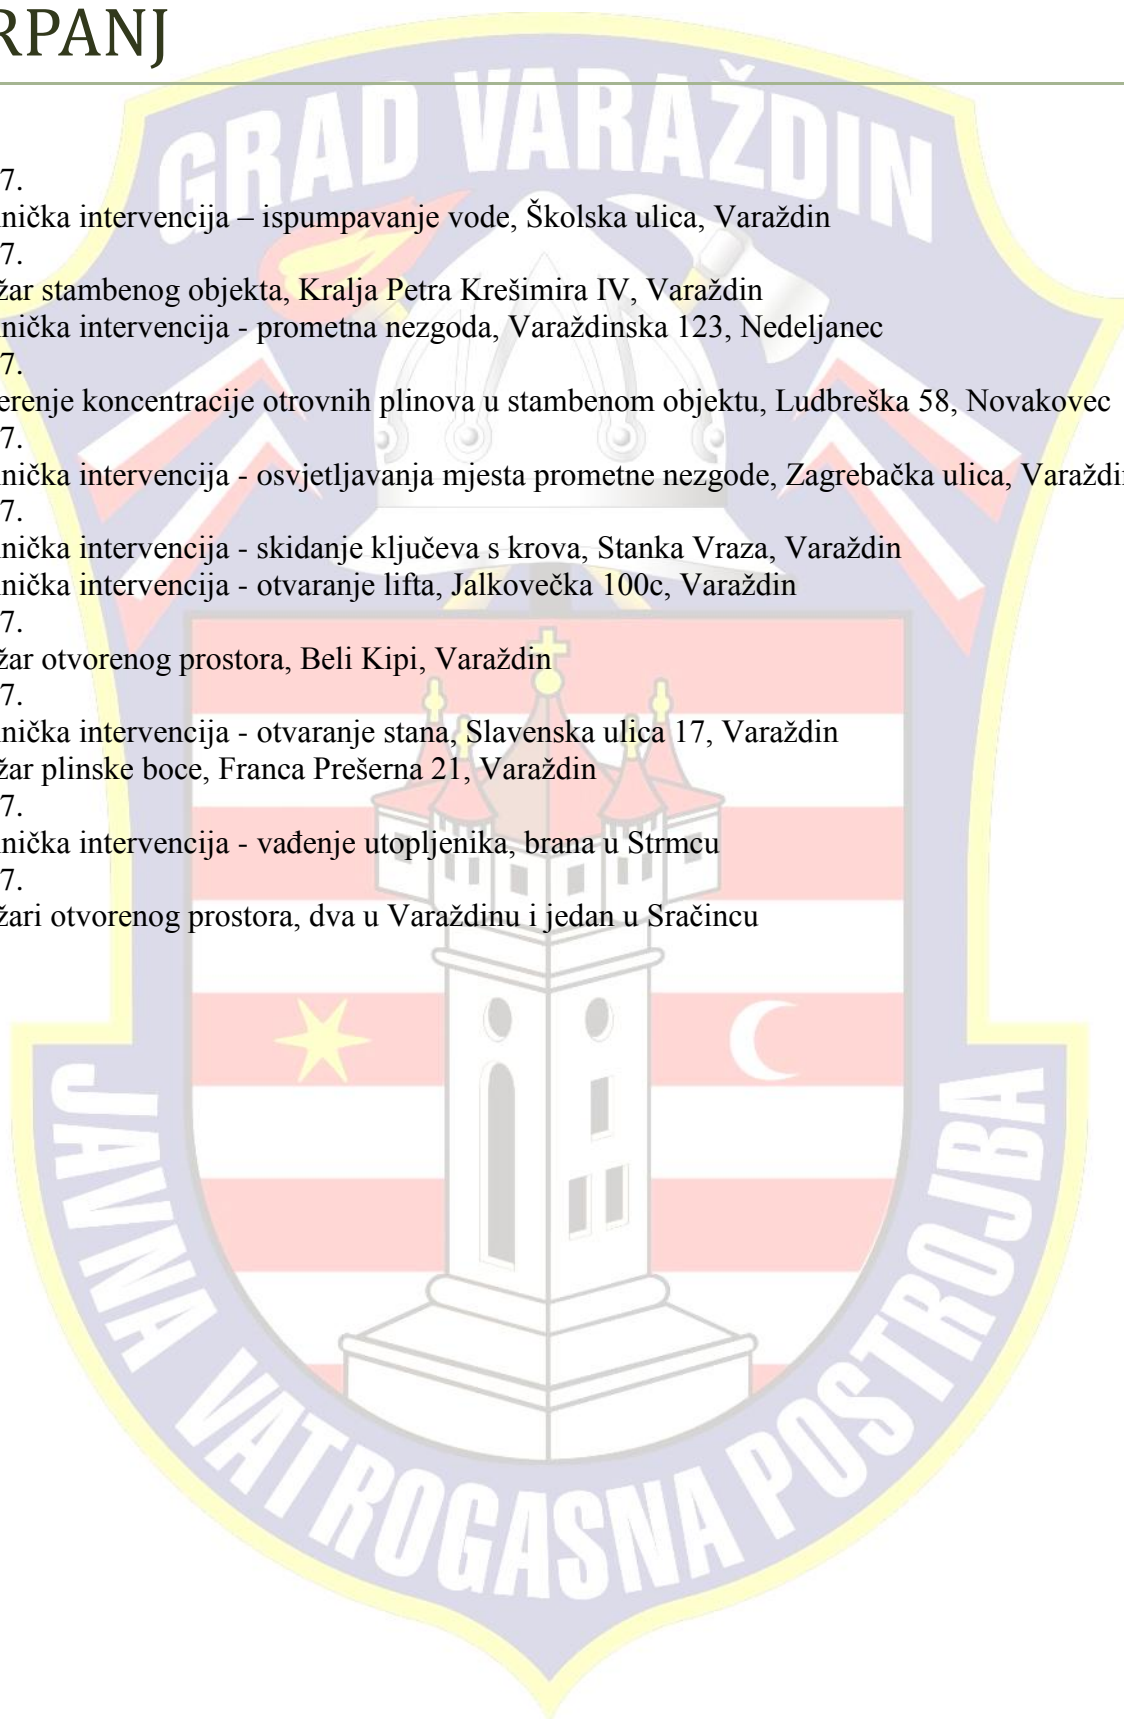 RPANJ
GRAD VARAŽDIN
7.
nička intervencija – ispumpavanje vode, Školska ulica, Varaždin
7.
žar stambenog objekta, Kralja Petra Krešimira IV, Varaždin
nička intervencija - prometna nezgoda, Varaždinska 123, Nedeljanec
7.
erenje koncentracije otrovnih plinova u stambenom objektu, Ludbreška 58, Novakovec
7.
nička intervencija - osvjetljavanja mjesta prometne nezgode, Zagrebačka ulica, Varaždin
7.
nička intervencija - skidanje ključeva s krova, Stanka Vraza, Varaždin
nička intervencija - otvaranje lifta, Jalkovečka 100c, Varaždin
7.
žar otvorenog prostora, Beli Kipi, Varaždin
7.
nička intervencija - otvaranje stana, Slavenska ulica 17, Varaždin
žar plinske boce, Franca Prešerna 21, Varaždin
7.
nička intervencija - vađenje utopljenika, brana u Strmcu
7.
žari otvorenog prostora, dva u Varaždinu i jedan u Sračincu
JAVNA VATROGASNA POSTROJBA